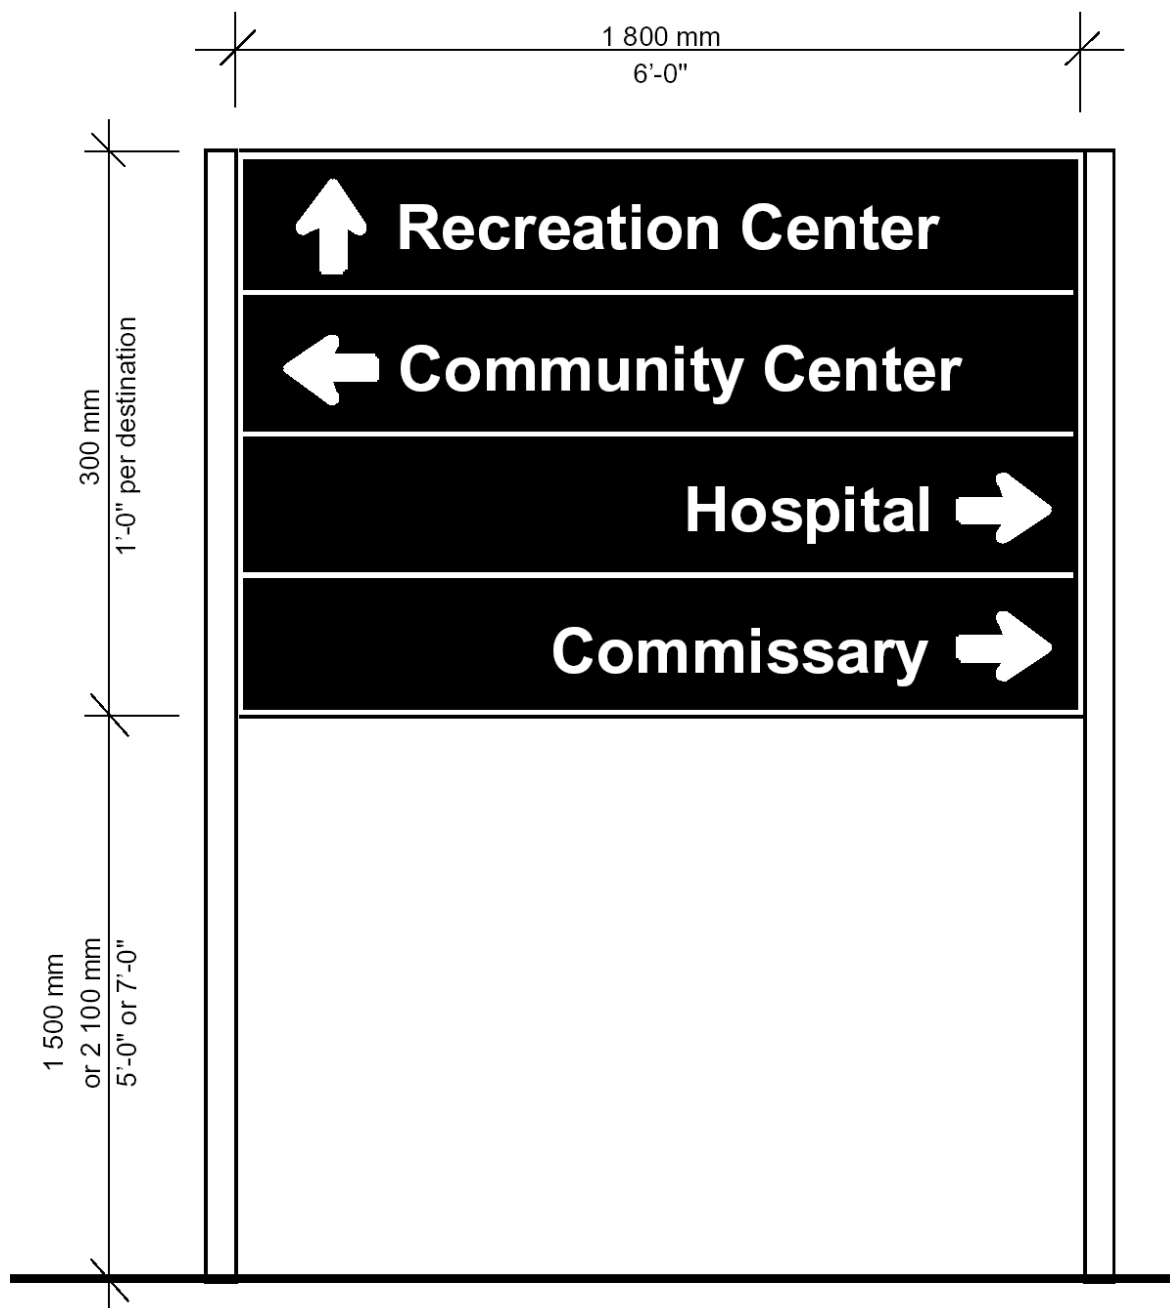 1 800 mm
6'-0"
Recreation Center
Community Center
Hospital
Commissary
300 mm
1'-0" per destination
1 500 mm
or 2 100 mm
5'-0" or 7'-0"